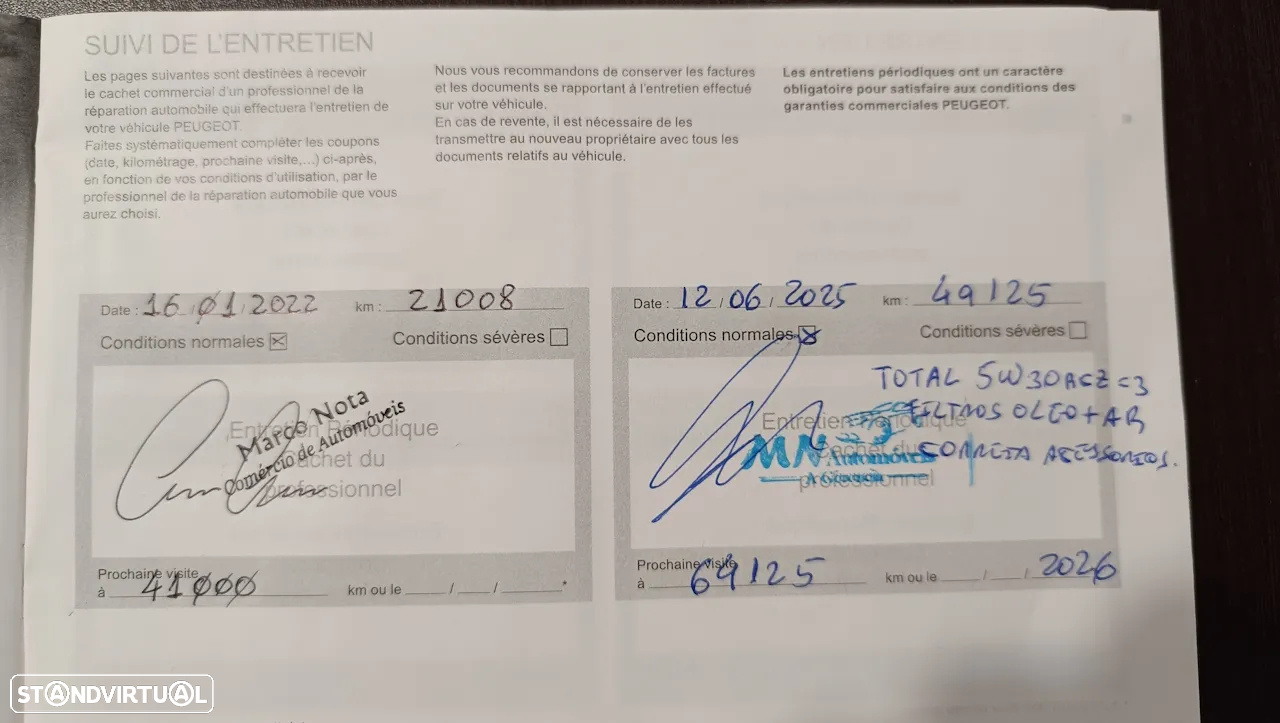 SUIVI DE L'ENTRETIEN
Les pages suivantes sont destinées à recevoir
le cachet commercial d'un professionnel de la
réparation automobile qui effectuera l'entretien de
votre véhicule PEUGEOT.
Faites systématiquement compléter les coupons
(date, kilométrage, prochaine visite,...) ci-après,
en fonction de vos conditions d'utilisation, par le
professionnel de la réparation automobile que vous
aurez choisi.
Nous vous recommandons de conserver les factures
et les documents se rapportant à l'entretien effectué
sur votre véhicule.
En cas de revente, il est nécessaire de les
transmettre au nouveau propriétaire avec tous les
documents relatifs au véhicule.
Les entretiens périodiques ont un caractère
obligatoire pour satisfaire aux conditions des
garanties commerciales PEUGEOT.
Date : 16/01/2022 km : 21008
Conditions normales Conditions sévères
Entretien Périodique
Cachet du
professionnel
Marco Nota
Comércio de Automóveis
Prochaine visite
à 41000 km ou le / / *
Date : 12/06/2025 km : 49125
Conditions normales Conditions sévères
TOTAL 5W30
FILTROS OLEO + AR
CORREIA ACESSORIOS.
Entretien Périodique
Cachet du
professionnel
MN
Automóveis
Prochaine visite
à 69125 km ou le / / 2026
STANDVIRTUAL